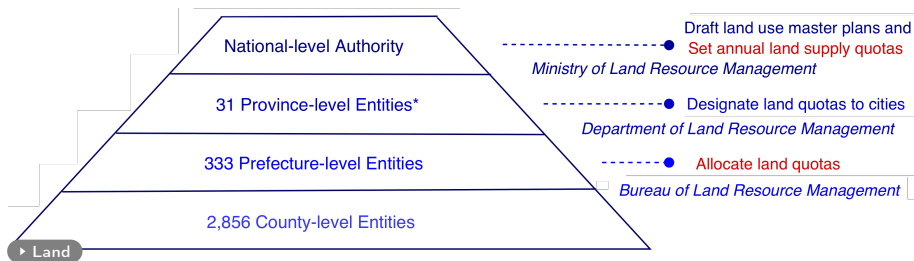 Draft land use master plans and
National-level Authority
Set annual land supply quotas
Ministry of Land Resource Management
31 Province-level Entities*
Designate land quotas to cities
Department of Land Resource Management
333 Prefecture-level Entities
Allocate land quotas
Bureau of Land Resource Management
2,856 County-level Entities
Land